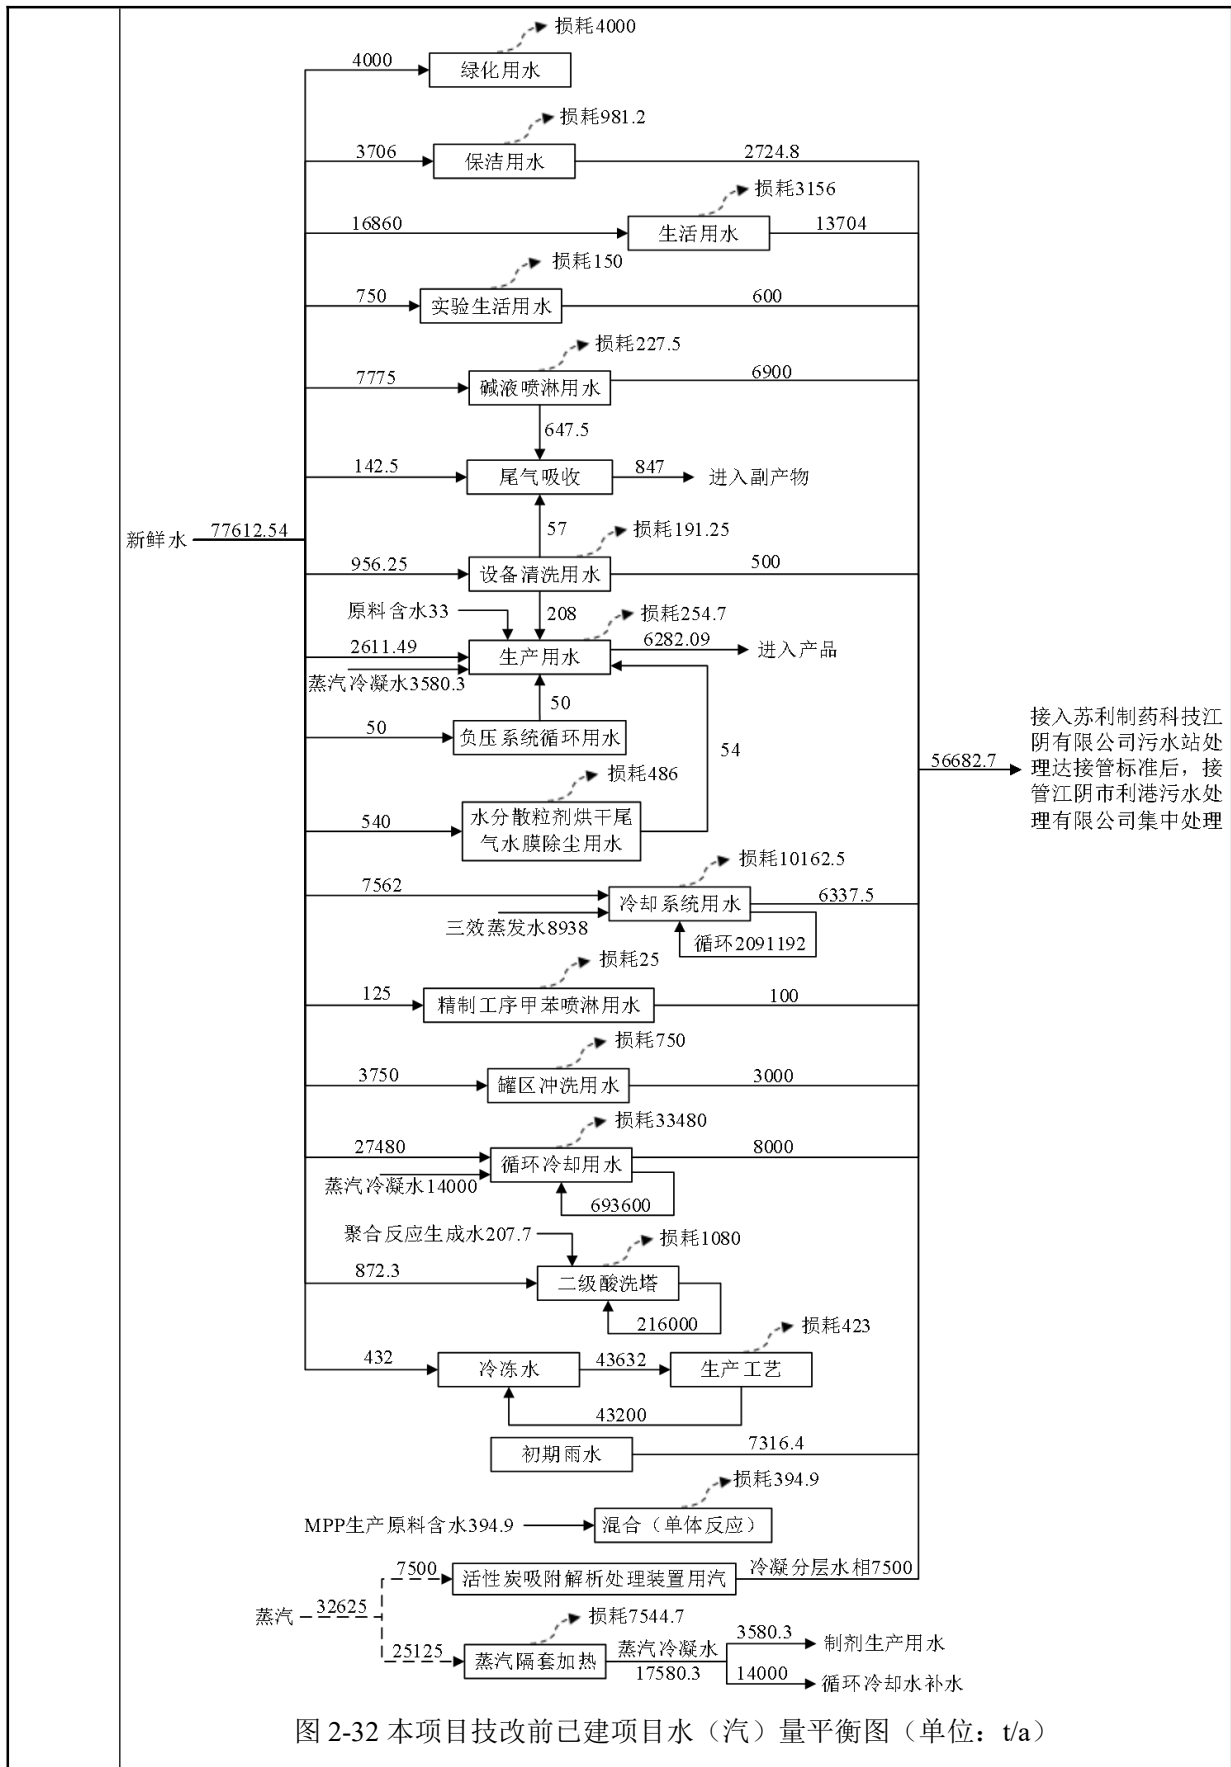 损耗4000
4000
绿化用水
损耗981.2
3706
保洁用水
2724.8
损耗3156
16860
生活用水
13704
损耗150
750
实验生活用水
600
损耗227.5
7775
碱液喷淋用水
6900
647.5
142.5
尾气吸收
847
进入副产物
57
新鲜水
77612.54
损耗191.25
956.25
设备清洗用水
500
原料含水33
208
损耗254.7
2611.49
生产用水
6282.09
进入产品
蒸汽冷凝水3580.3
50
50
负压系统循环用水
54
损耗486
540
水分散粒剂烘干尾
气水膜除尘用水
56682.7
接入苏利制药科技江
阴有限公司污水站处
理达接管标准后，接
管江阴市利港污水处
理有限公司集中处理
损耗10162.5
7562
冷却系统用水
6337.5
三效蒸发水8938
循环2091192
损耗25
125
精制工序甲苯喷淋用水
100
损耗750
3750
罐区冲洗用水
3000
损耗33480
27480
循环冷却用水
8000
蒸汽冷凝水14000
693600
聚合反应生成水207.7
损耗1080
872.3
二级酸洗塔
216000
损耗423
432
冷冻水
43632
生产工艺
43200
初期雨水
7316.4
损耗394.9
MPP生产原料含水394.9
混合（单体反应）
7500
活性炭吸附解析处理装置用汽
冷凝分层水相7500
蒸汽
32625
损耗7544.7
25125
蒸汽隔套加热
蒸汽冷凝水
17580.3
3580.3
制剂生产用水
14000
循环冷却水补水
图 2-32 本项目技改前已建项目水（汽）量平衡图（单位：t/a）